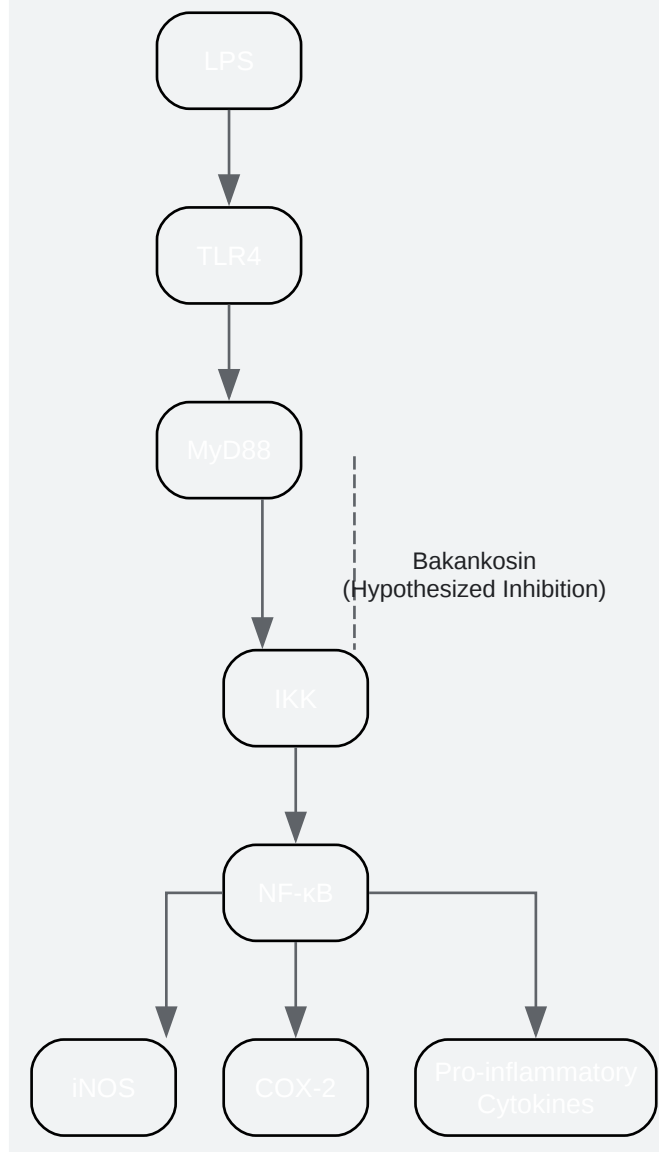 LPS
TLR4
MyD88
Bakankosin
(Hypothesized Inhibition)
IKK
NF-κB
iNOS
COX-2
Pro-inflammatory
Cytokines